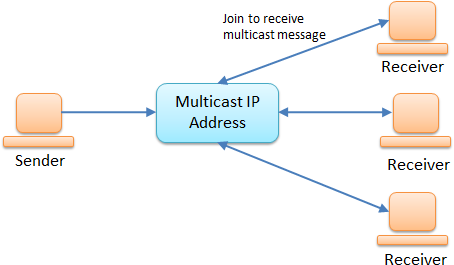 Join to receive
multicast message
Receiver
Multicast IP
Address
Sender
Receiver
Receiver